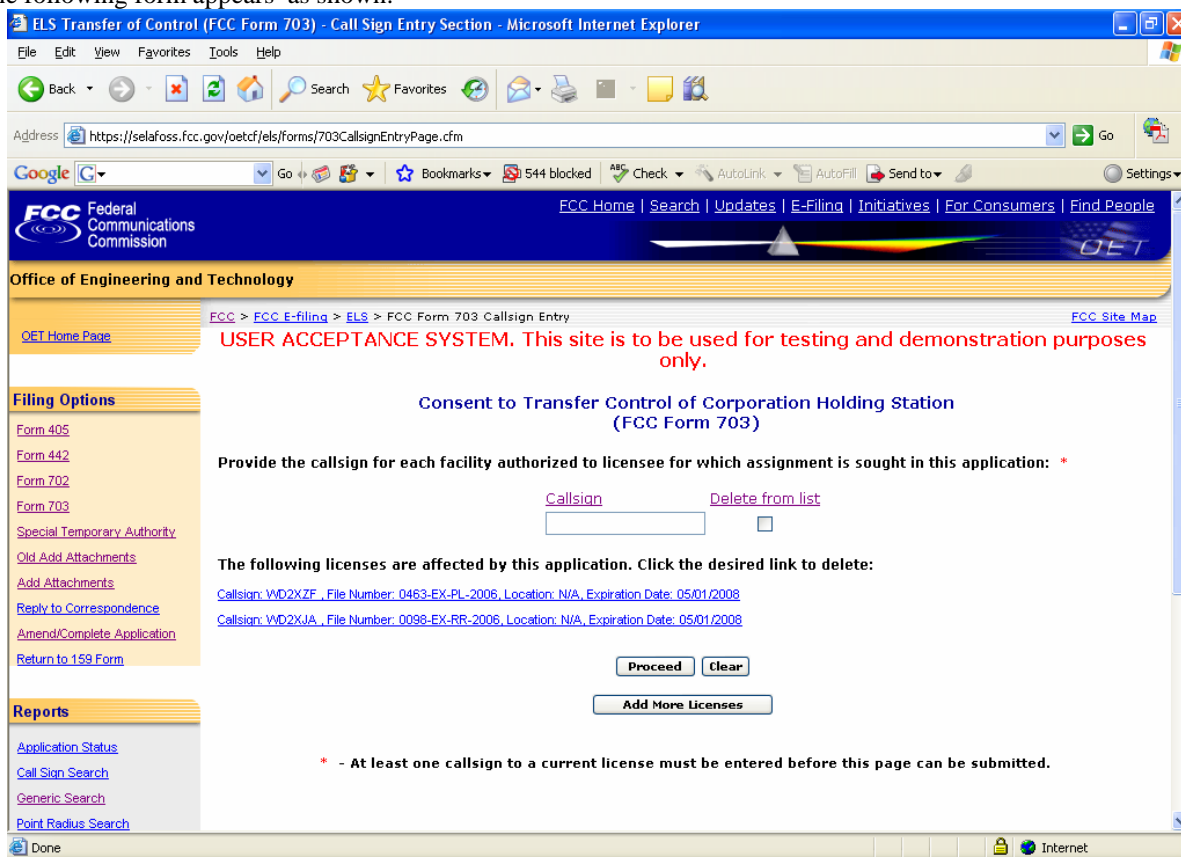 e following form appears as shown.
ELS Transfer of Control (FCC Form 703) - Call Sign Entry Section - Microsoft Internet Explorer
File Edit View Favorites Tools Help
Back Search Favorites
Address https://selafoss.fcc.gov/oetcf/els/forms/703CallsignEntryPage.cfm Go
Google G Go Bookmarks 544 blocked ABC Check AutoLink AutoFill Send to Settings
FCC Federal Communications Commission
FCC Home | Search | Updates | E-Filing | Initiatives | For Consumers | Find People
OET
Office of Engineering and Technology
FCC > FCC E-filing > ELS > FCC Form 703 Callsign Entry
FCC Site Map
OET Home Page
USER ACCEPTANCE SYSTEM. This site is to be used for testing and demonstration purposes
only.
Filing Options
Form 405
Form 442
Form 702
Form 703
Special Temporary Authority
Old Add Attachments
Add Attachments
Reply to Correspondence
Amend/Complete Application
Return to 159 Form
Reports
Application Status
Call Sign Search
Generic Search
Point Radius Search
Consent to Transfer Control of Corporation Holding Station
(FCC Form 703)
Provide the callsign for each facility authorized to licensee for which assignment is sought in this application: *
Callsign Delete from list
The following licenses are affected by this application. Click the desired link to delete:
Callsign: WD2XZF , File Number: 0463-EX-PL-2006, Location: N/A, Expiration Date: 05/01/2008
Callsign: WD2XJA , File Number: 0098-EX-RR-2006, Location: N/A, Expiration Date: 05/01/2008
Proceed Clear
Add More Licenses
* - At least one callsign to a current license must be entered before this page can be submitted.
Done Internet